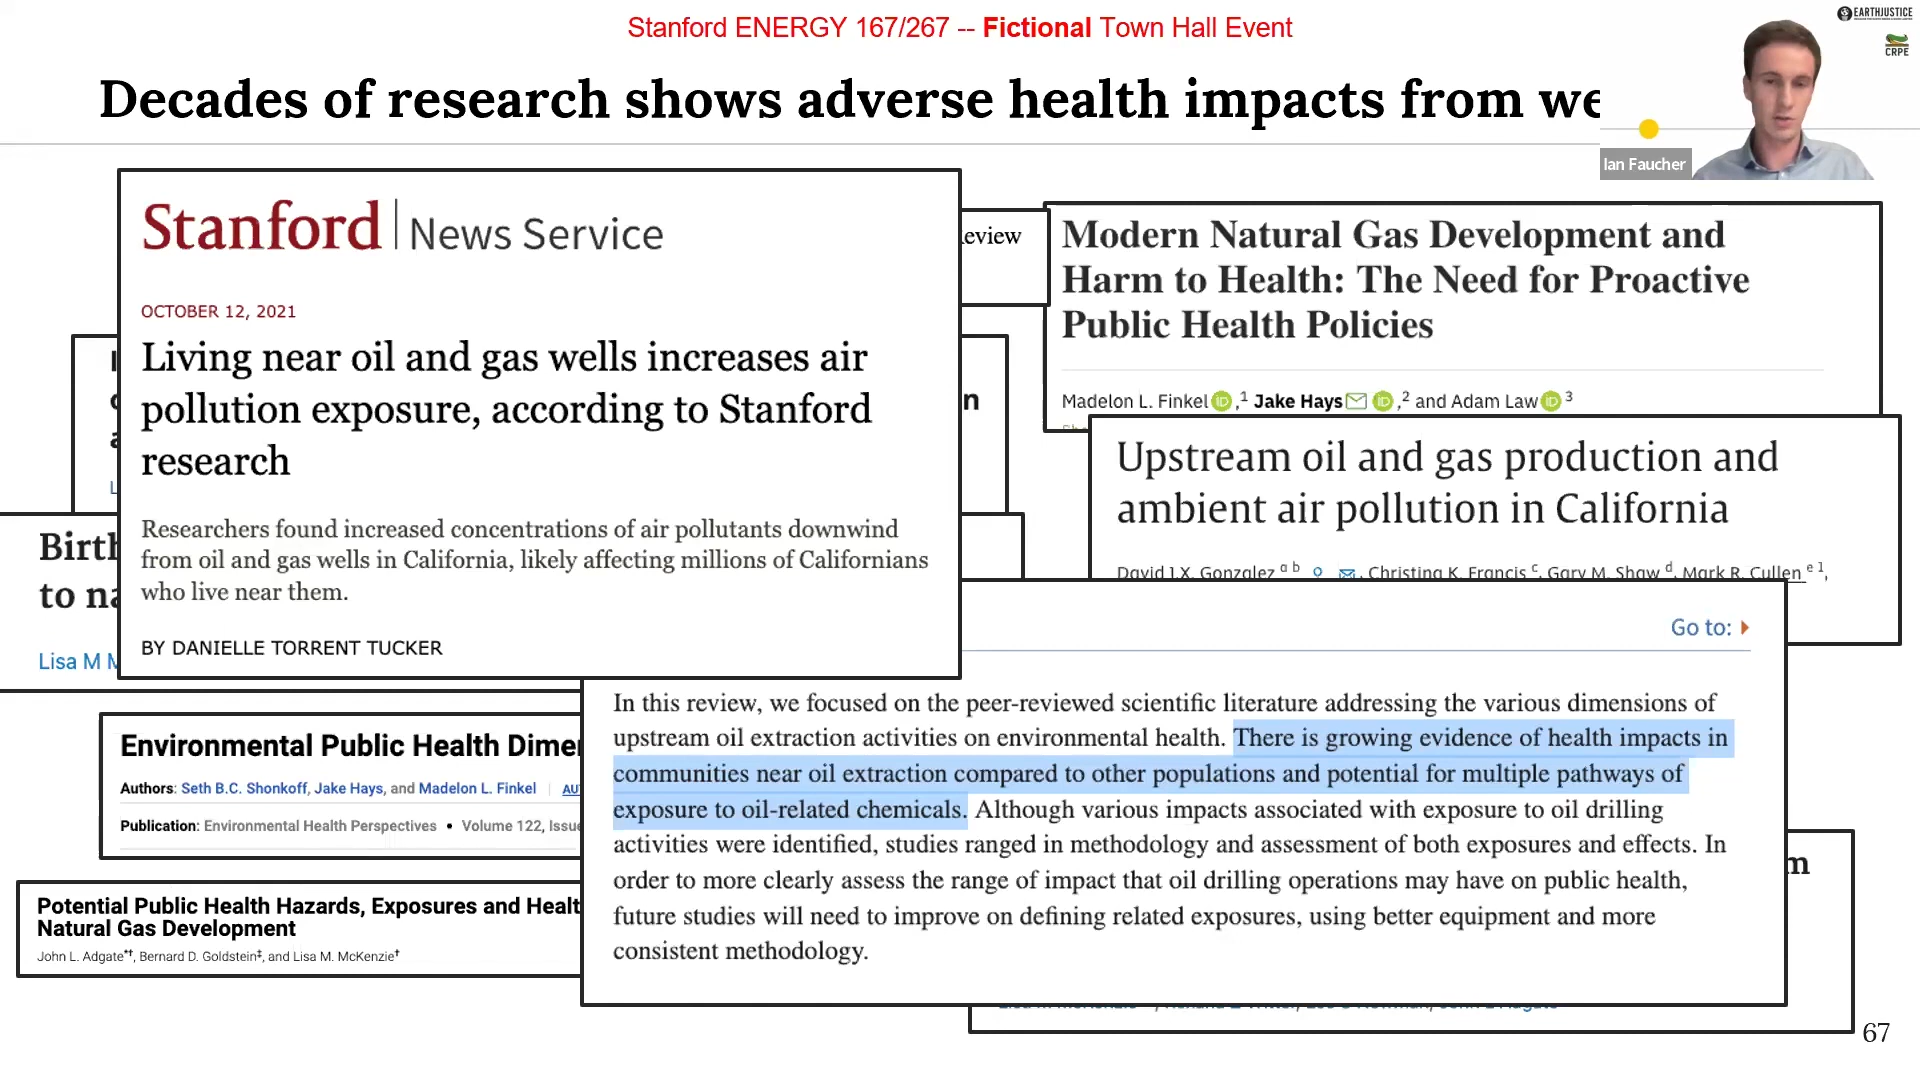 Stanford ENERGY 167/267 -- Fictional Town Hall Event
EARTHJUSTICE
CRPE
Decades of research shows adverse health impacts from we
Ian Faucher
Stanford | News Service
OCTOBER 12, 2021
Living near oil and gas wells increases air
pollution exposure, according to Stanford
research
Researchers found increased concentrations of air pollutants downwind
from oil and gas wells in California, likely affecting millions of Californians
who live near them.
BY DANIELLE TORRENT TUCKER
eview
Modern Natural Gas Development and
Harm to Health: The Need for Proactive
Public Health Policies
Madelon L. Finkel iD,1 Jake Hays iD,2 and Adam Law iD 3
n
Upstream oil and gas production and
ambient air pollution in California
David J.X. Gonzalez a b, Christina K. Francis c, Gary M. Shaw d, Mark R. Cullen e 1,
Birth
to na
Lisa M M
Go to:
In this review, we focused on the peer-reviewed scientific literature addressing the various dimensions of
upstream oil extraction activities on environmental health. There is growing evidence of health impacts in
communities near oil extraction compared to other populations and potential for multiple pathways of
exposure to oil-related chemicals. Although various impacts associated with exposure to oil drilling
activities were identified, studies ranged in methodology and assessment of both exposures and effects. In
order to more clearly assess the range of impact that oil drilling operations may have on public health,
future studies will need to improve on defining related exposures, using better equipment and more
consistent methodology.
Environmental Public Health Dime
Authors: Seth B.C. Shonkoff, Jake Hays, and Madelon L. Finkel | AU
Publication: Environmental Health Perspectives • Volume 122, Issue
Potential Public Health Hazards, Exposures and Healt
Natural Gas Development
John L. Adgate*†, Bernard D. Goldstein‡, and Lisa M. McKenzie†
m
67